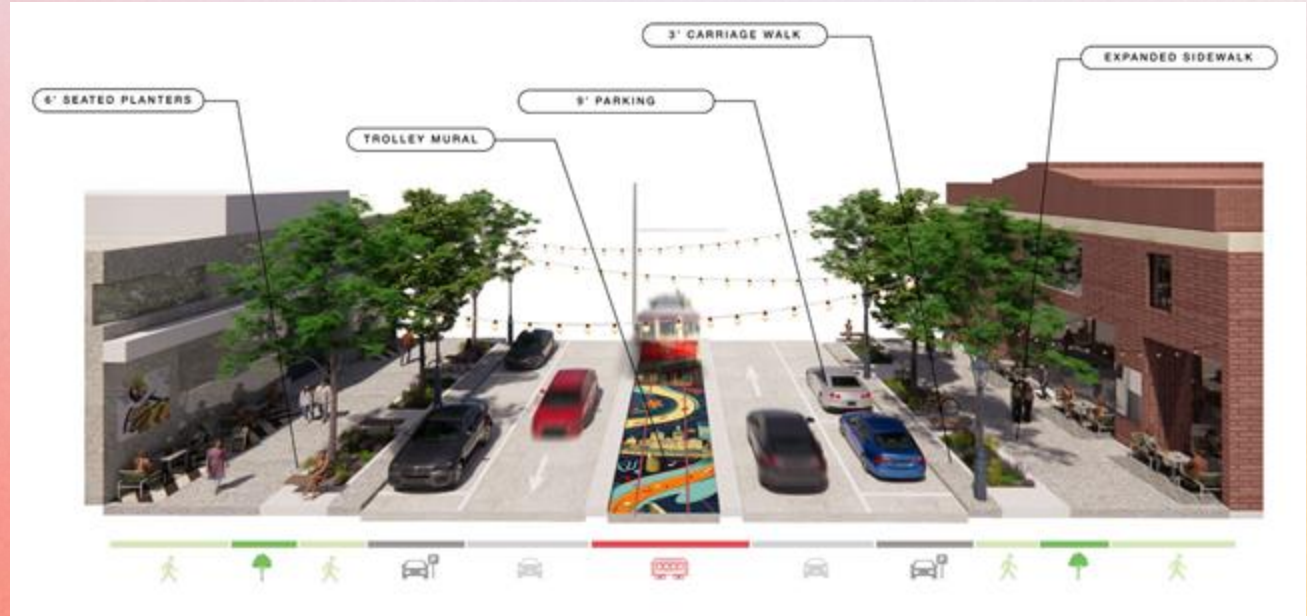 3' CARRIAGE WALK
EXPANDED SIDEWALK
6' SEATED PLANTERS
9' PARKING
TROLLEY MURAL